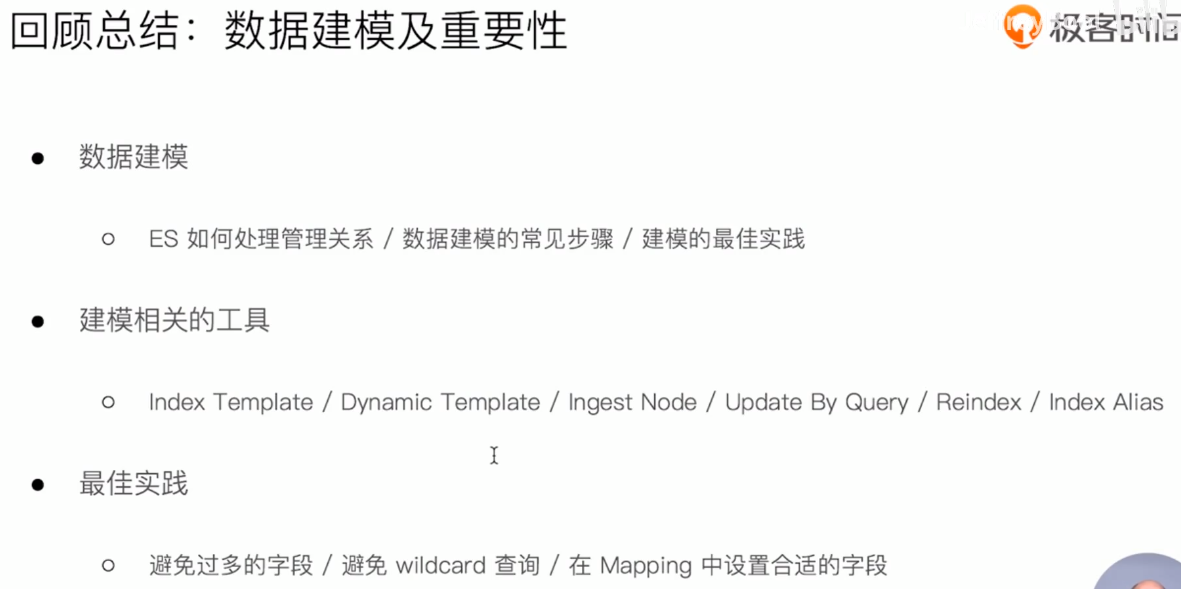 回顾总结：数据建模及重要性
极客时间
● 数据建模
○ ES 如何处理管理关系 / 数据建模的常见步骤 / 建模的最佳实践
● 建模相关的工具
○ Index Template / Dynamic Template / Ingest Node / Update By Query / Reindex / Index Alias
● 最佳实践
○ 避免过多的字段 / 避免 wildcard 查询 / 在 Mapping 中设置合适的字段